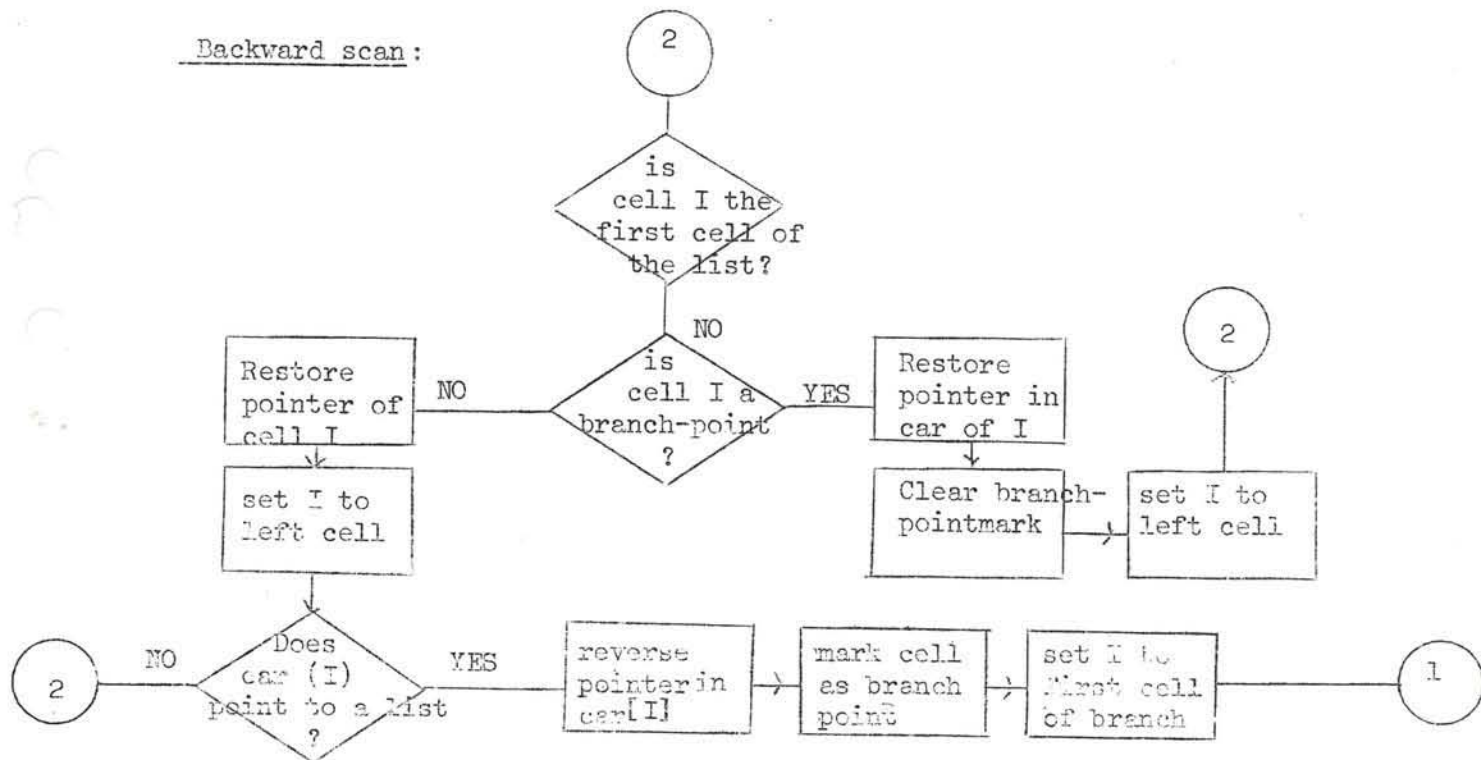 Backward scan:
2
is
cell I the
first cell of
the list?
NO
is
cell I a
branch-point
?
NO
YES
Restore
pointer of
cell I
set I to
left cell
Restore
pointer in
car of I
Clear branch-
pointmark
set I to
left cell
2
Does
car (I)
point to a list
?
NO
2
YES
reverse
pointer in
car[I]
mark cell
as branch
point
set I to
first cell
of branch
1